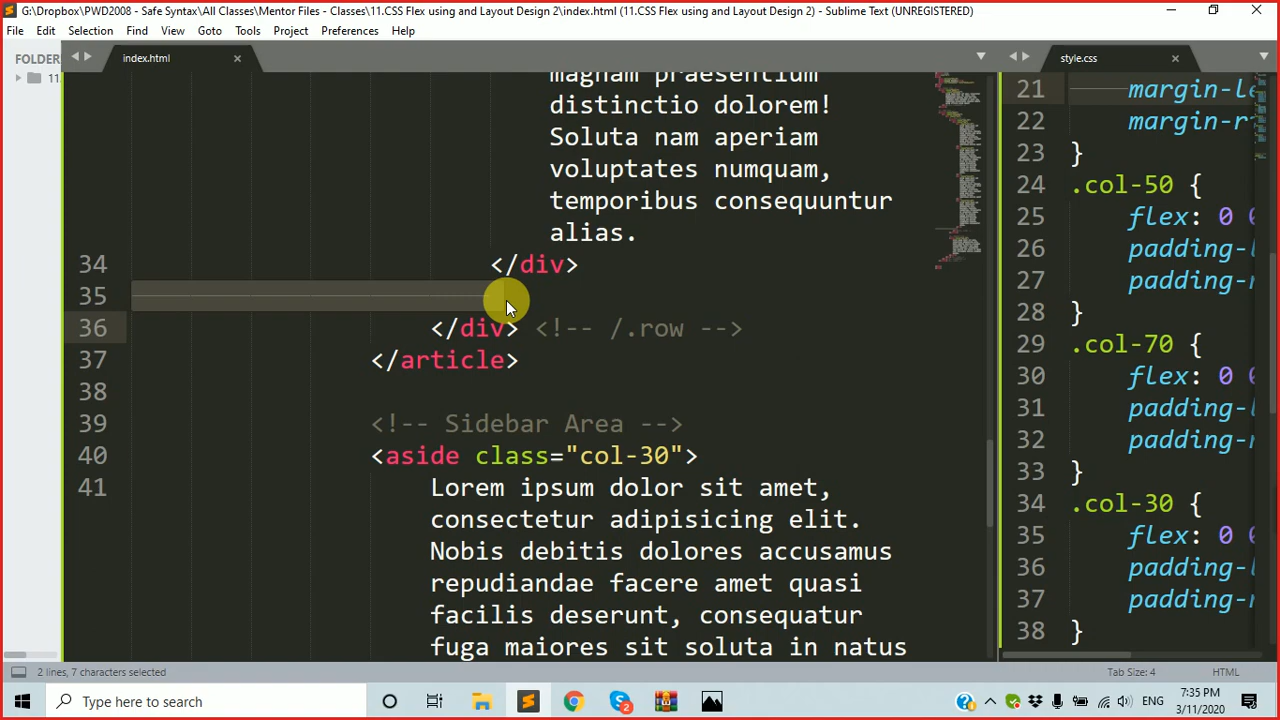 G:\Dropbox\PWD2008 - Safe Syntax\All Classes\Mentor Files - Classes\11.CSS Flex using and Layout Design 2\index.html (11.CSS Flex using and Layout Design 2) - Sublime Text (UNREGISTERED)
File Edit Selection Find View Goto Tools Project Preferences Help
FOLDER
11
index.html
magnam praesentium
distinctio dolorem!
Soluta nam aperiam
voluptates numquam,
temporibus consequuntur
alias.
34 </div>
35
36 </div> <!-- /.row -->
37 </article>
38
39 <!-- Sidebar Area -->
40 <aside class="col-30">
41 Lorem ipsum dolor sit amet,
consectetur adipisicing elit.
Nobis debitis dolores accusamus
repudiandae facere amet quasi
facilis deserunt, consequatur
fuga maiores sit soluta in natus
style.css
21 margin-le
22 margin-r
23 }
24 .col-50 {
25 flex: 0 0
26 padding-l
27 padding-r
28 }
29 .col-70 {
30 flex: 0 0
31 padding-l
32 padding-r
33 }
34 .col-30 {
35 flex: 0 0
36 padding-l
37 padding-r
38 }
2 lines, 7 characters selected
Tab Size: 4
HTML
Type here to search
2
ENG
7:35 PM
3/11/2020